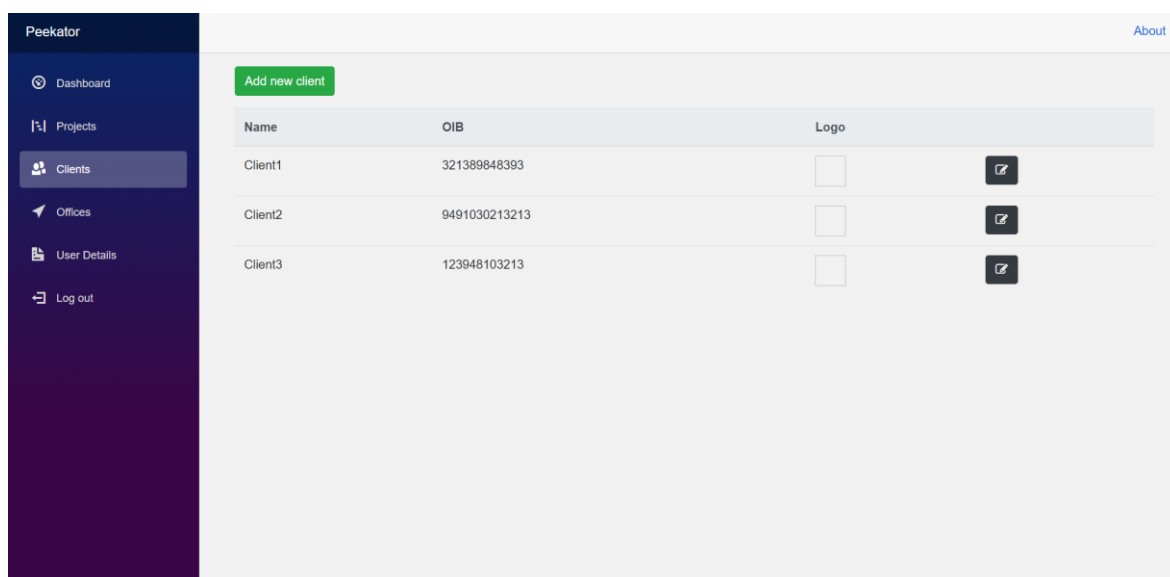 Peekator
About
Dashboard
Projects
Clients
Offices
User Details
Log out
Add new client
Name OIB Logo
Client1 321389848393
Client2 9491030213213
Client3 123948103213